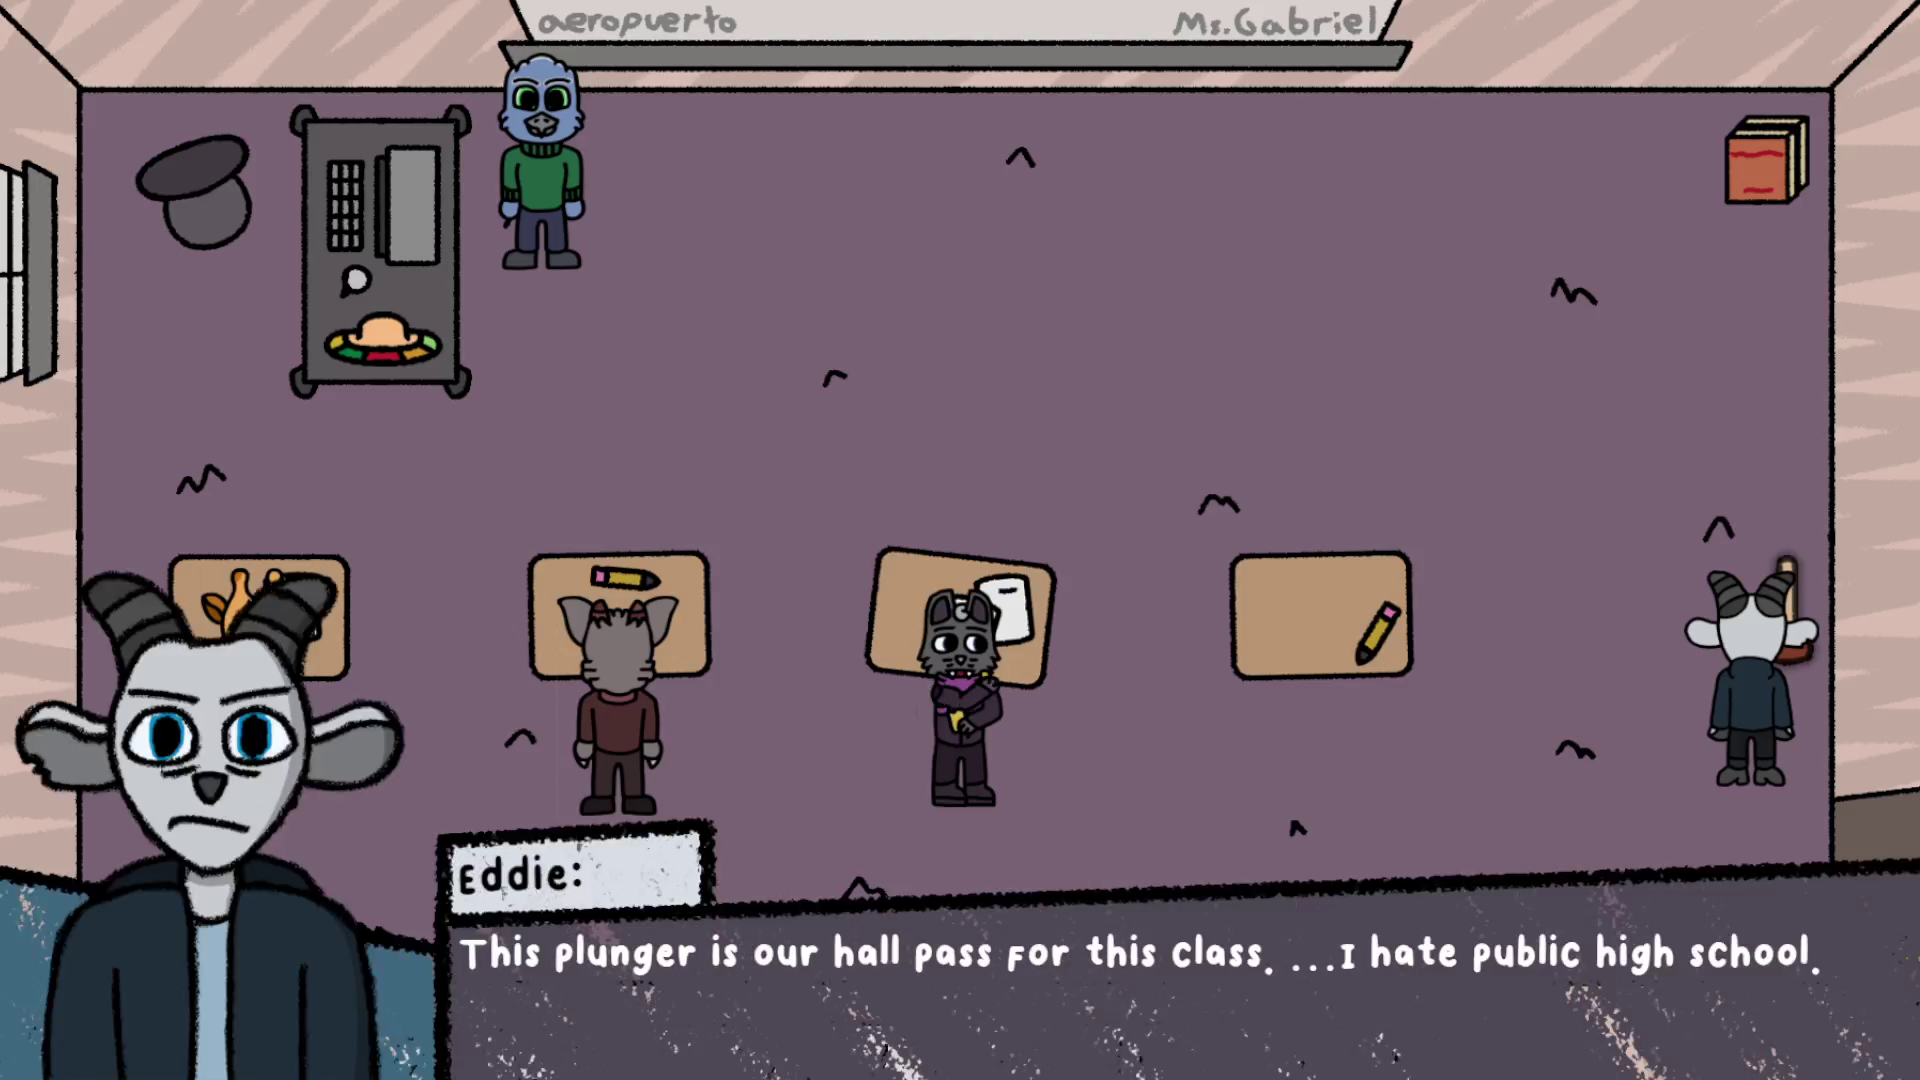 aeropuerto
Ms.Gabriel
Eddie:
This plunger is our hall pass for this class. ...I hate public high school.